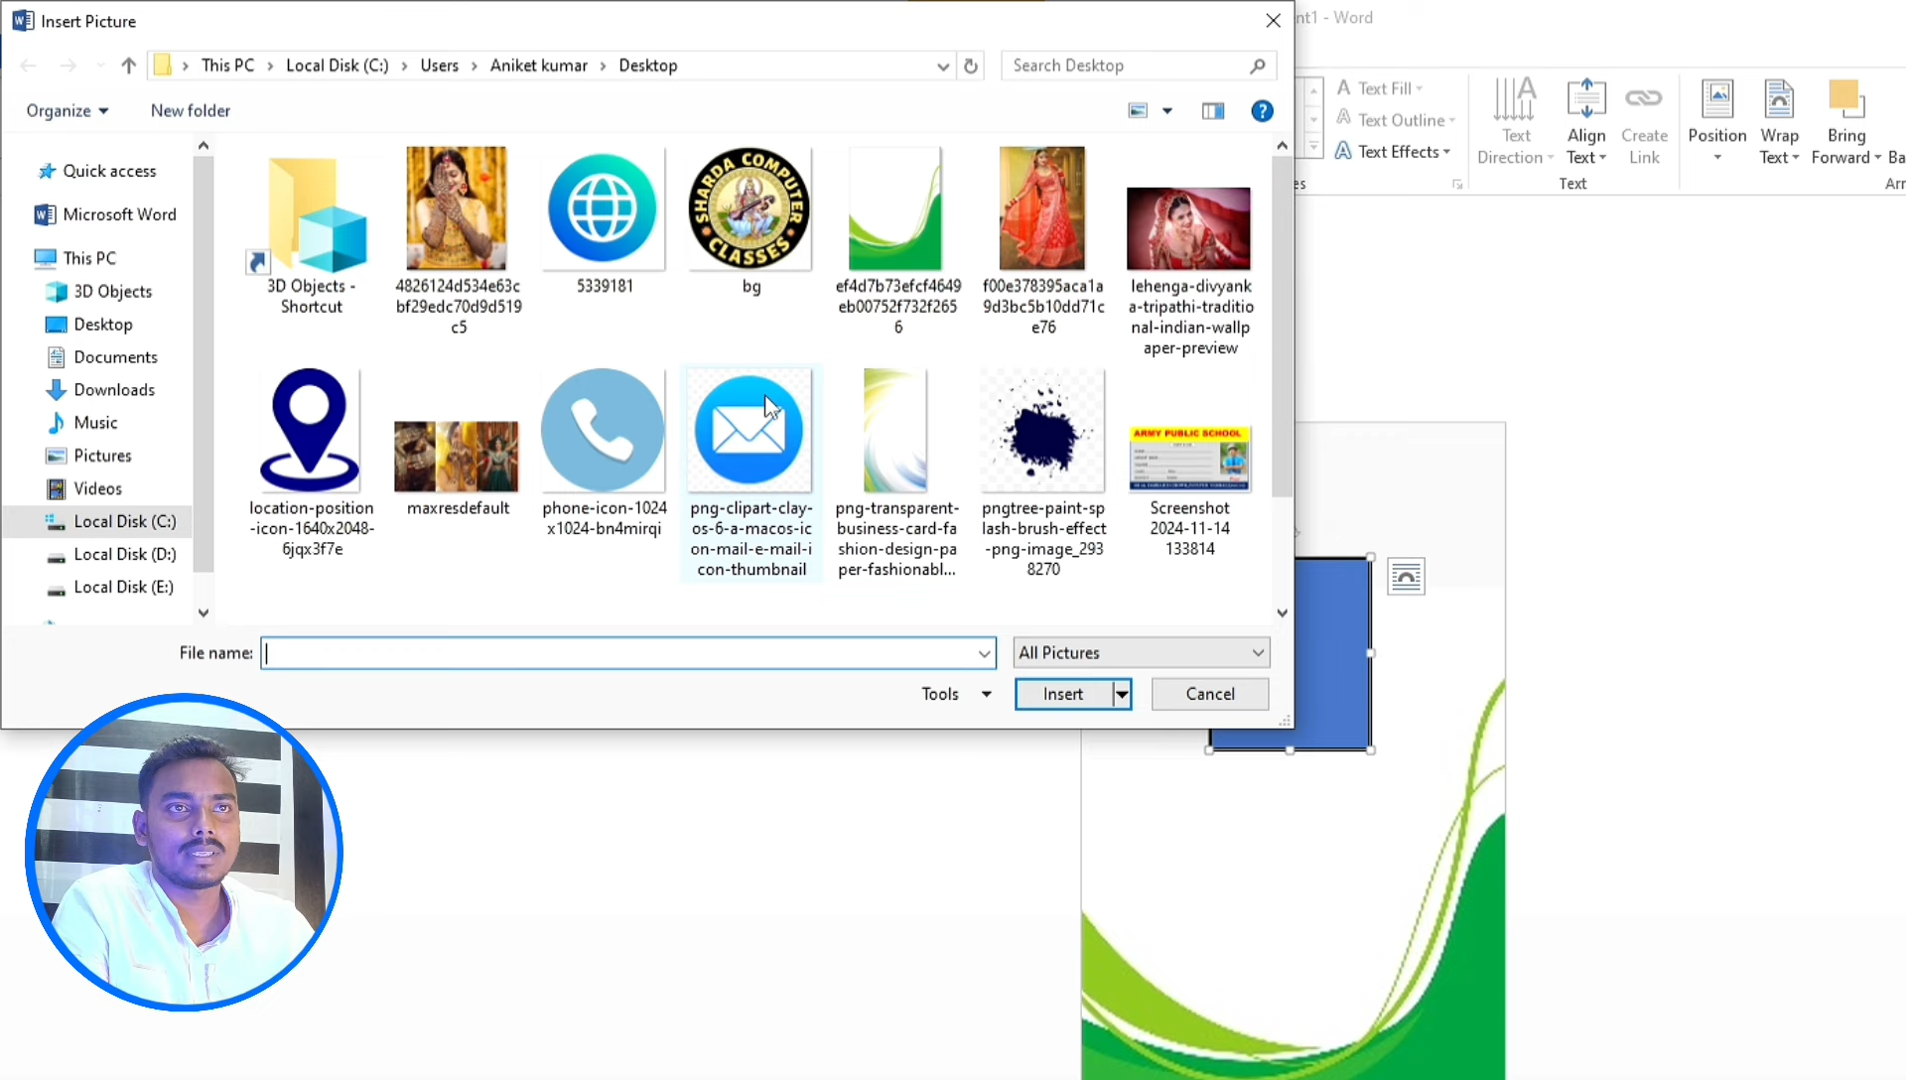 Insert Picture
nt1 - Word
This PC > Local Disk (C:) > Users > Aniket kumar > Desktop
Search Desktop
Organize
New folder
Text Fill
Text Outline
Text Effects
Text
Direction
Align
Text
Create
Link
Position
Wrap
Text
Bring
Forward
Ba
es
Text
Arr
Quick access
Microsoft Word
This PC
3D Objects
Desktop
Documents
Downloads
Music
Pictures
Videos
Local Disk (C:)
Local Disk (D:)
Local Disk (E:)
SHARDA COMPUTER
CLASSES
3D Objects -
Shortcut
4826124d534e63c
bf29edc70d9d519
c5
5339181
bg
ef4d7b73efcf4649
eb00752f732f265
6
f00e378395aca1a
9d3bc5b10dd71c
e76
lehenga-divyank
a-tripathi-traditio
nal-indian-wallp
aper-preview
ARMY PUBLIC SCHOOL
location-position
-icon-1640x2048-
6jqx3f7e
maxresdefault
phone-icon-1024
x1024-bn4mirqi
png-clipart-clay-
os-6-a-macos-ic
on-mail-e-mail-i
con-thumbnail
png-transparent-
business-card-fa
shion-design-pa
per-fashionabl...
pngtree-paint-sp
lash-brush-effect
-png-image_293
8270
Screenshot
2024-11-14
133814
File name:
All Pictures
Tools
Insert
Cancel